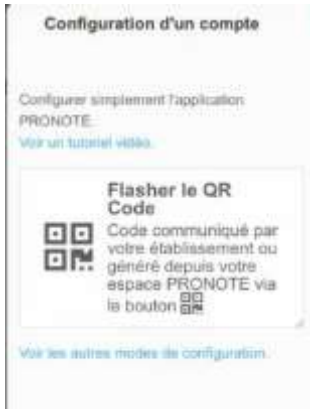 Configuration d'un compte
Configurer simplement l'application
PRONOTE.
Voir un tutoriel vidéo.
Flasher le QR
Code
Code communiqué par
votre établissement ou
généré depuis votre
espace PRONOTE via
le bouton
Voir les autres modes de configuration.